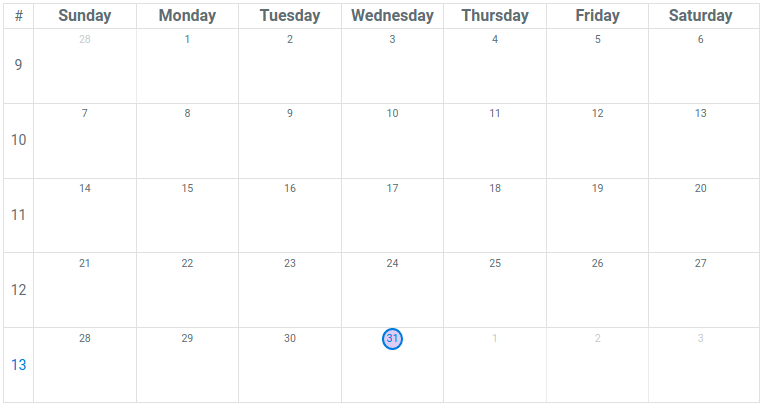 # Sunday Monday Tuesday Wednesday Thursday Friday Saturday
9 28 1 2 3 4 5 6
10 7 8 9 10 11 12 13
11 14 15 16 17 18 19 20
12 21 22 23 24 25 26 27
13 28 29 30 31 1 2 3